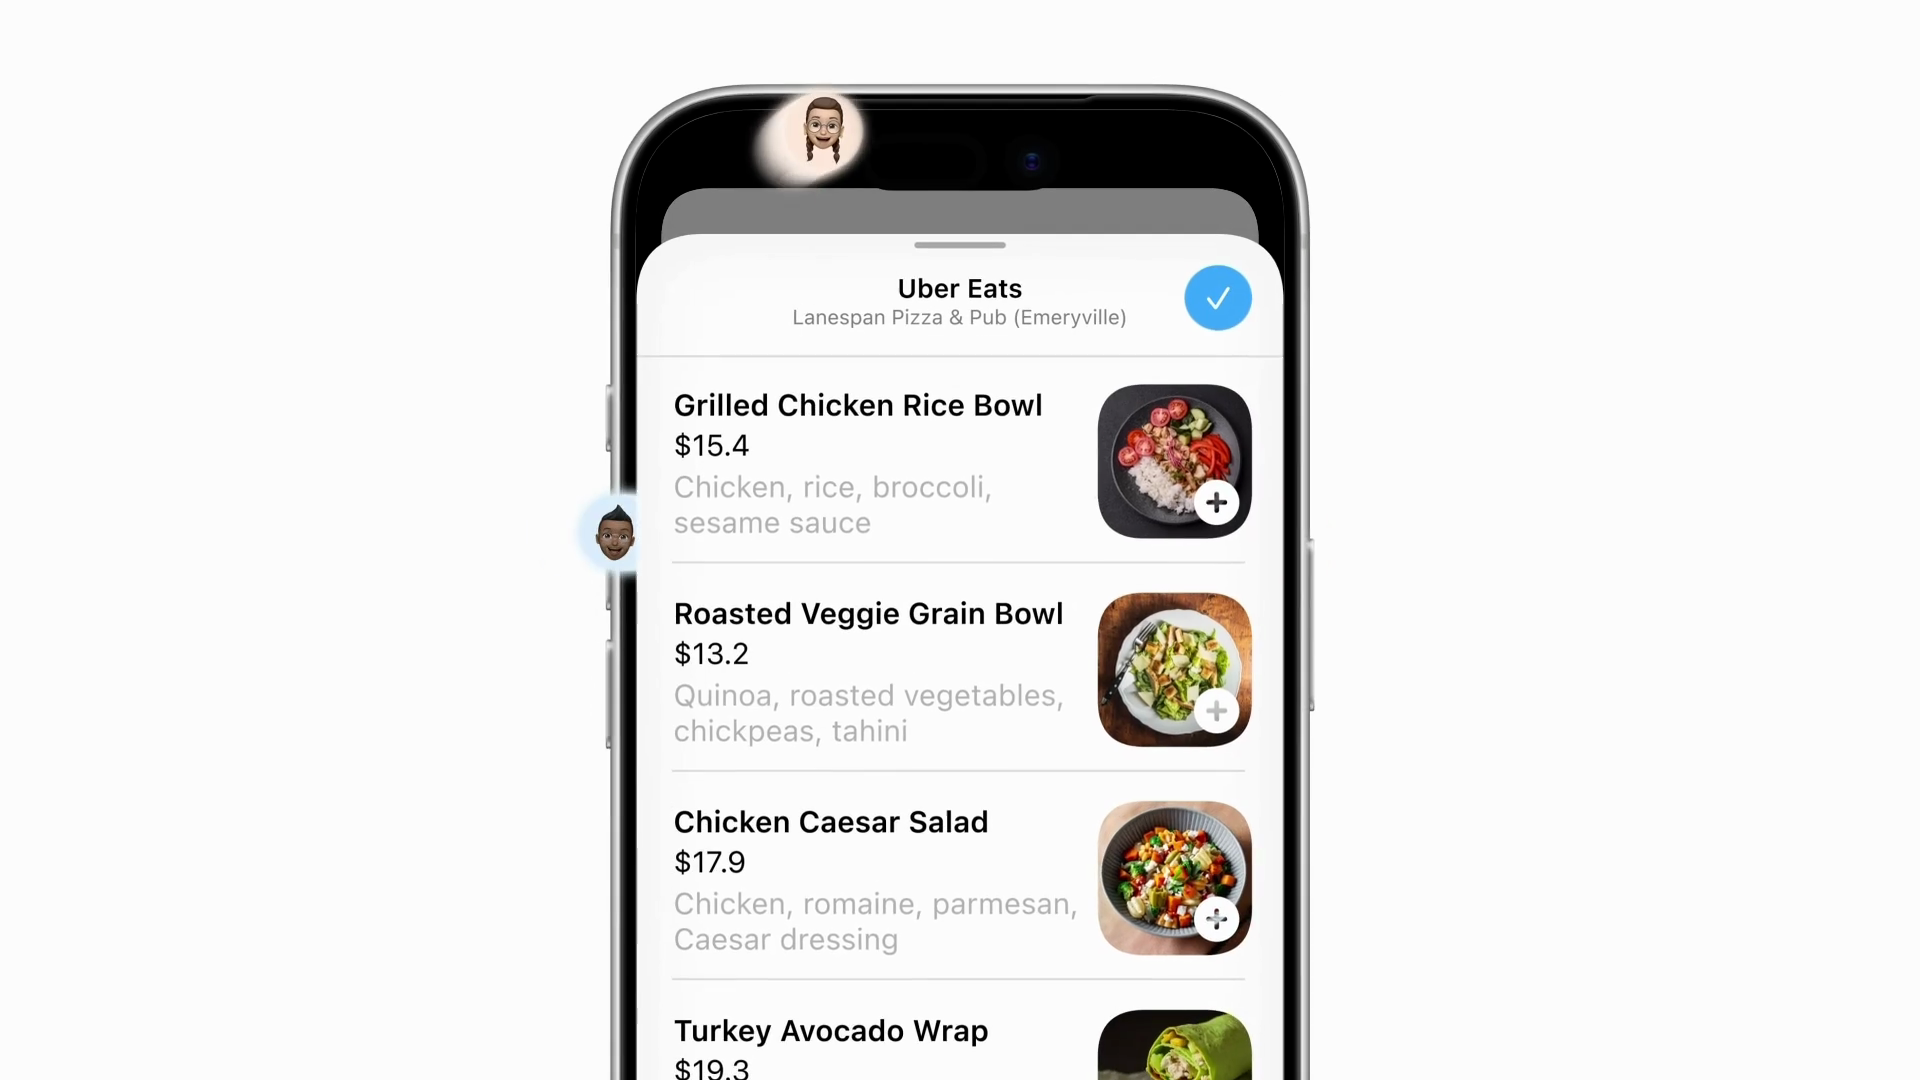 Uber Eats
Lanespan Pizza & Pub (Emeryville)
Grilled Chicken Rice Bowl
$15.4
Chicken, rice, broccoli,
sesame sauce
Roasted Veggie Grain Bowl
$13.2
Quinoa, roasted vegetables,
chickpeas, tahini
Chicken Caesar Salad
$17.9
Chicken, romaine, parmesan,
Caesar dressing
Turkey Avocado Wrap
$19.3